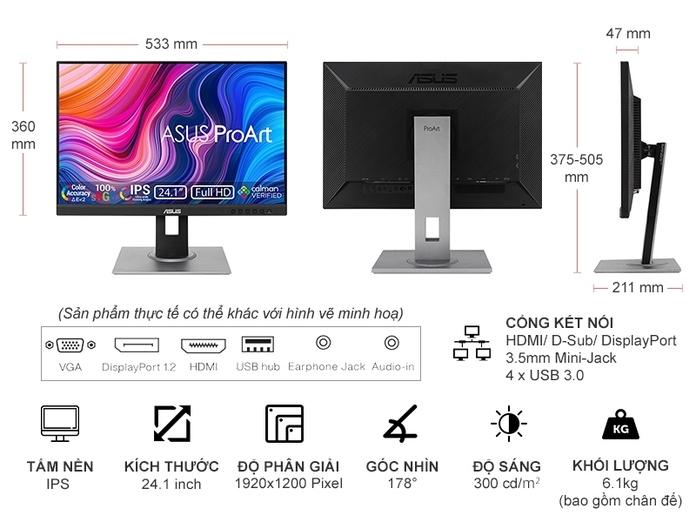 533 mm
47 mm
360
mm
ASUS
ASUS ProArt
Color
Accuracy
ΔE<2
100%
IPS
24.1"
Full HD
calman
VERIFIED
ASUS
ProArt
375-505
mm
211 mm
(Sản phẩm thực tế có thể khác với hình vẽ minh hoạ)
VGA
DisplayPort 1.2
HDMI
USB hub
Earphone Jack
Audio-in
CỔNG KẾT NỐI
HDMI/ D-Sub/ DisplayPort
3.5mm Mini-Jack
4 x USB 3.0
KG
TẤM NỀN
IPS
KÍCH THƯỚC
24.1 inch
ĐỘ PHÂN GIẢI
1920x1200 Pixel
GÓC NHÌN
178°
ĐỘ SÁNG
300 cd/m²
KHỐI LƯỢNG
6.1kg
(bao gồm chân đế)